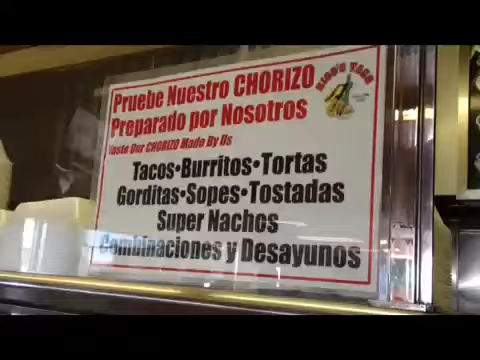 Pruebe Nuestro CHORIZO
Preparado por Nosotros
Taste Our CHORIZO Made By Us
Tacos•Burritos•Tortas
Gorditas•Sopes•Tostadas
Super Nachos
Combinaciones y Desayunos